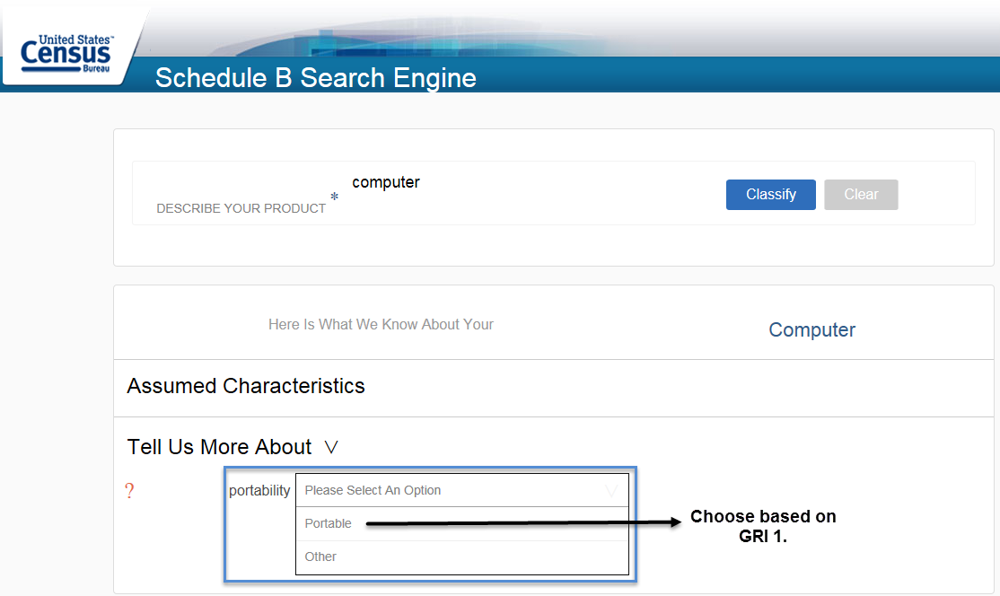 United States™
Census
Bureau
Schedule B Search Engine
computer
DESCRIBE YOUR PRODUCT *
Classify
Clear
Here Is What We Know About Your
Computer
Assumed Characteristics
Tell Us More About V
? portability Please Select An Option V
Portable
Choose based on
GRI 1.
Other